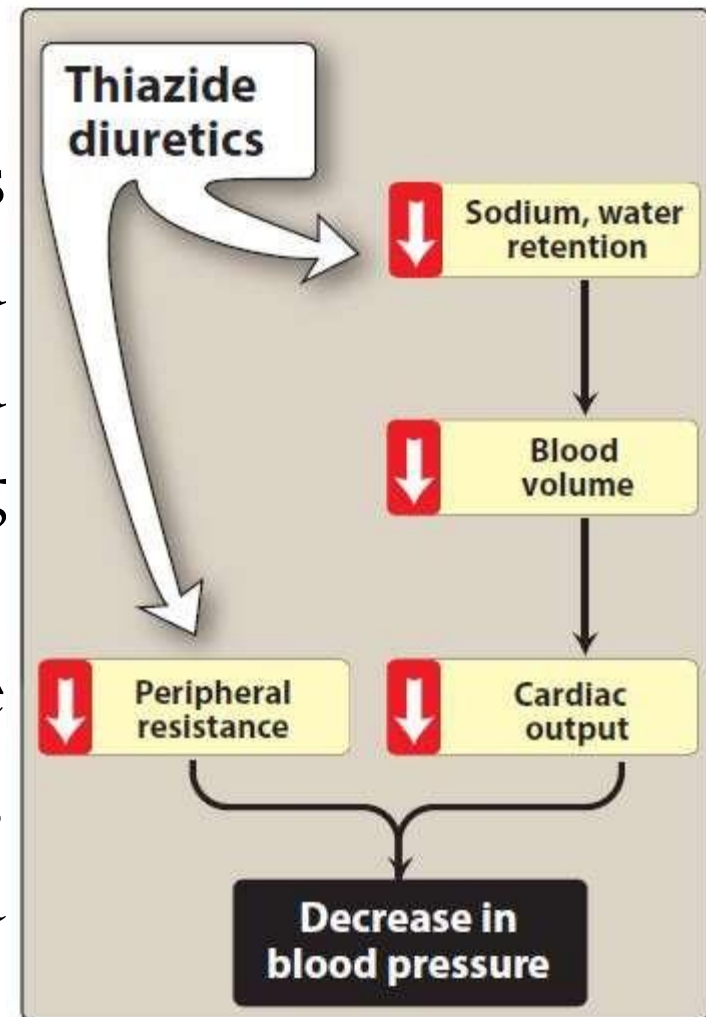 Thiazide
diuretics
Sodium, water
retention
Blood
volume
Peripheral
resistance
Cardiac
output
Decrease in
blood pressure